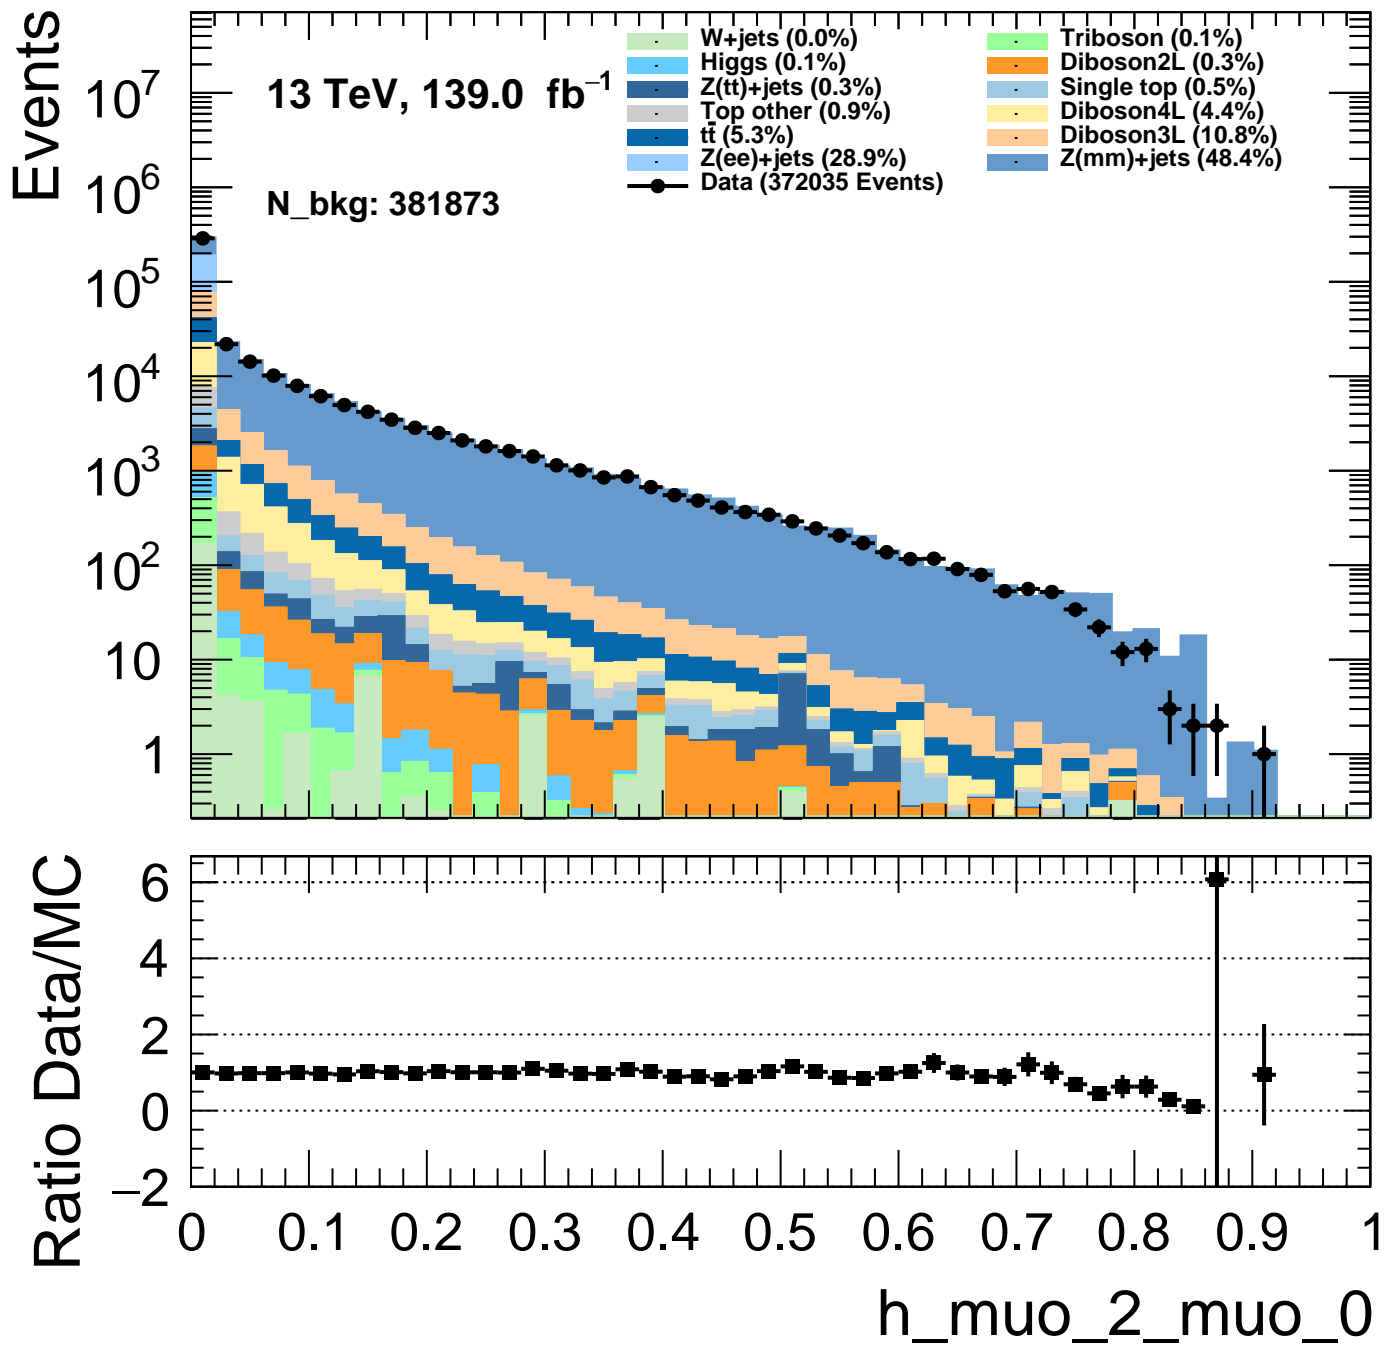 Events
10⁷
10⁶
10⁵
10⁴
10³
10²
10
1
13 TeV, 139.0 fb⁻¹
N_bkg: 381873
W+jets (0.0%)
Higgs (0.1%)
Z(tt)+jets (0.3%)
Top other (0.9%)
tt̄ (5.3%)
Z(ee)+jets (28.9%)
Data (372035 Events)
Triboson (0.1%)
Diboson2L (0.3%)
Single top (0.5%)
Diboson4L (4.4%)
Diboson3L (10.8%)
Z(mm)+jets (48.4%)
Ratio Data/MC
6
4
2
0
−2
0 0.1 0.2 0.3 0.4 0.5 0.6 0.7 0.8 0.9 1
h_muo_2_muo_0